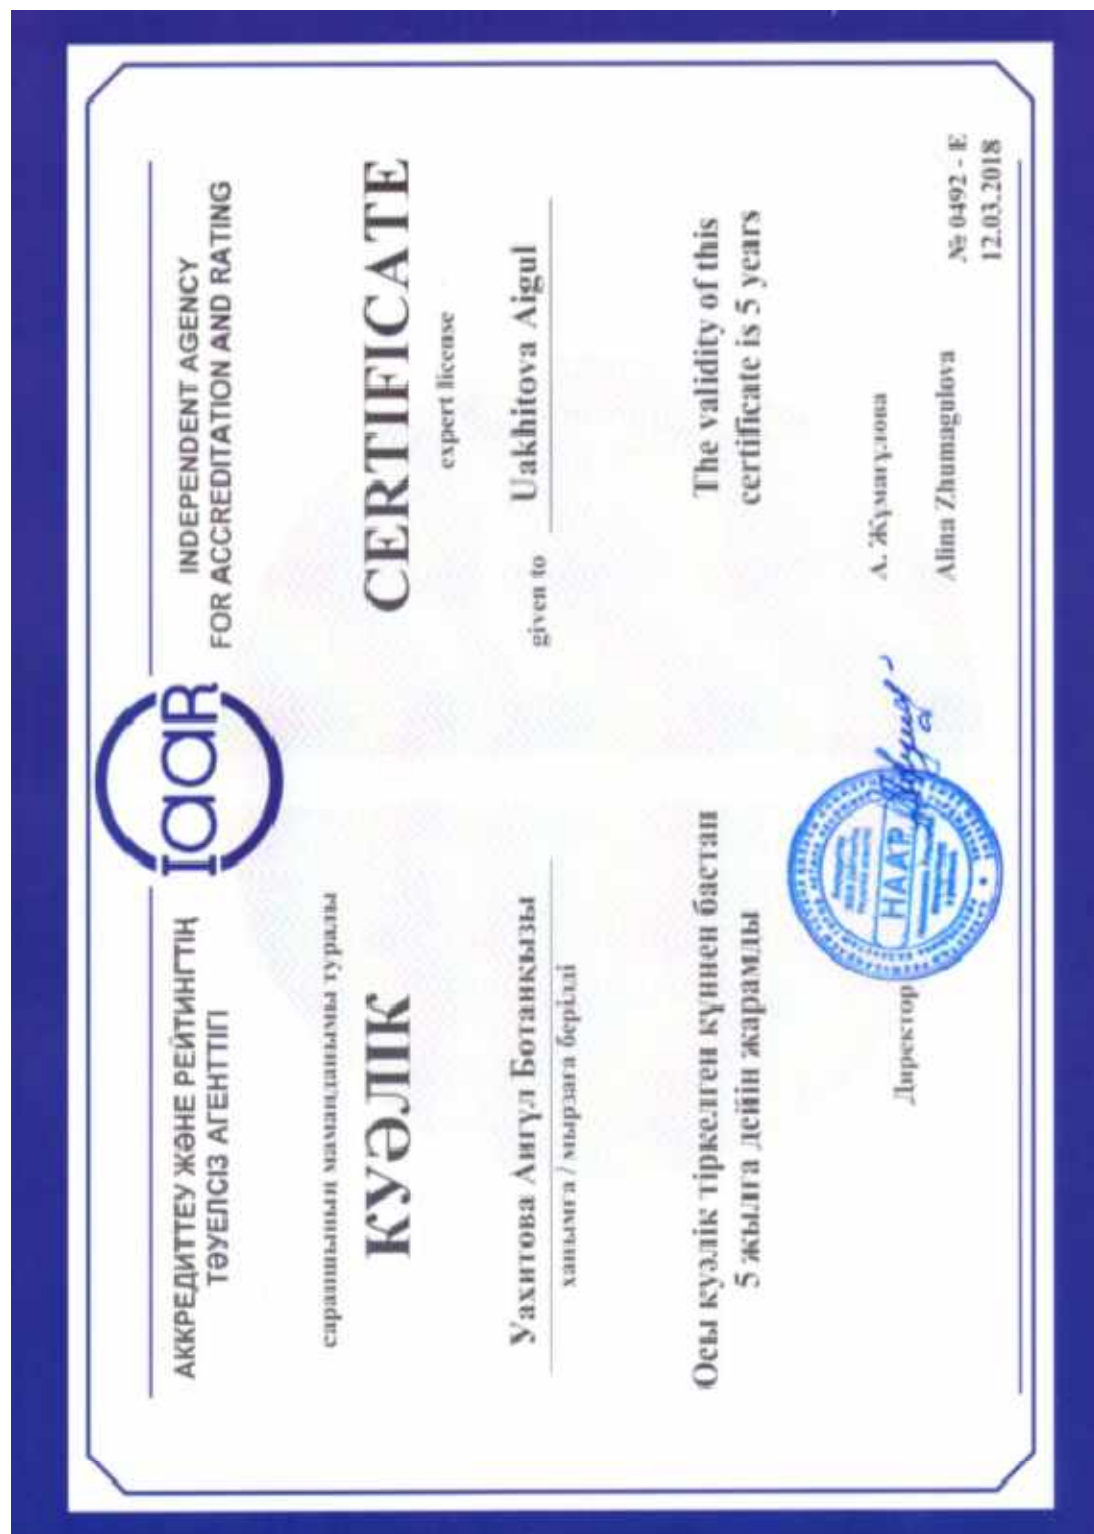 АККРЕДИТТЕУ ЖӘНЕ РЕЙТИНГТІҢ
ТӘУЕЛСІЗ АГЕНТТІГІ
сарапшының маманданымы туралы
КУӘЛІК
Уахитова Аигүл Ботанқызы
ханымға / мырзаға берілді
Осы куәлік тіркелген күннен бастап
5 жылға дейін жарамды
Директор
IAAR
НААР
INDEPENDENT AGENCY
FOR ACCREDITATION AND RATING
CERTIFICATE
expert license
given to Uakhitova Aigul
The validity of this
certificate is 5 years
А. Жұмағұлова
Alina Zhumagulova
№ 0492 - E
12.03.2018